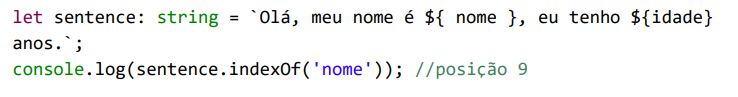 let sentence: string = `Olá, meu nome é ${ nome }, eu tenho ${idade}
anos.`;
console.log(sentence.indexOf('nome')); //posição 9